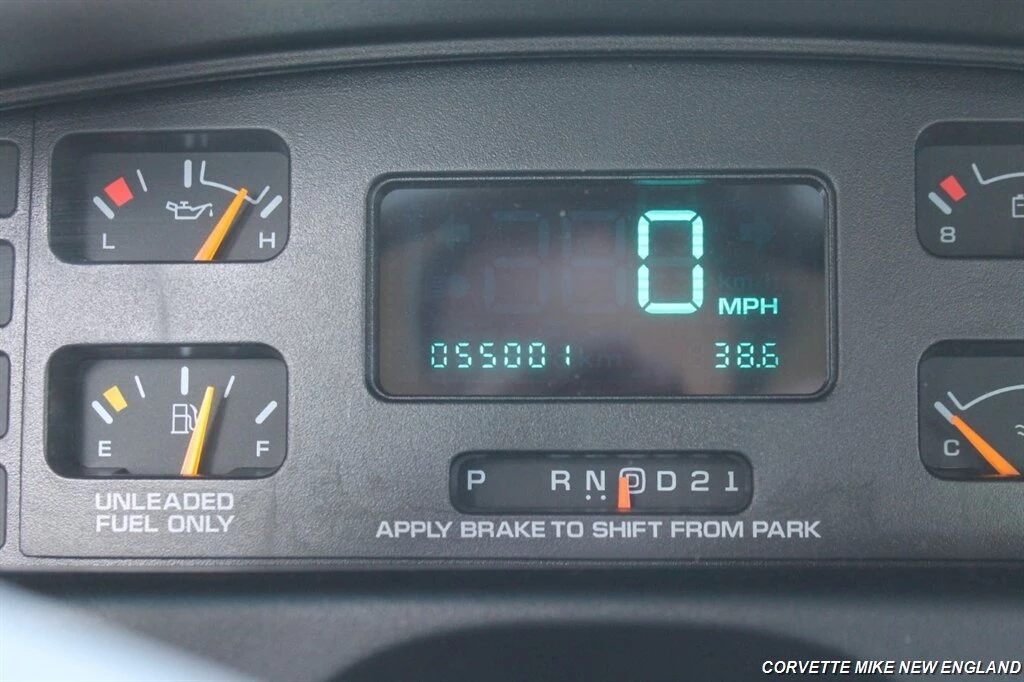 L H
8
0 MPH
055001 38.6
E F
C
UNLEADED
FUEL ONLY
P R N D D 2 1
APPLY BRAKE TO SHIFT FROM PARK
CORVETTE MIKE NEW ENGLAND